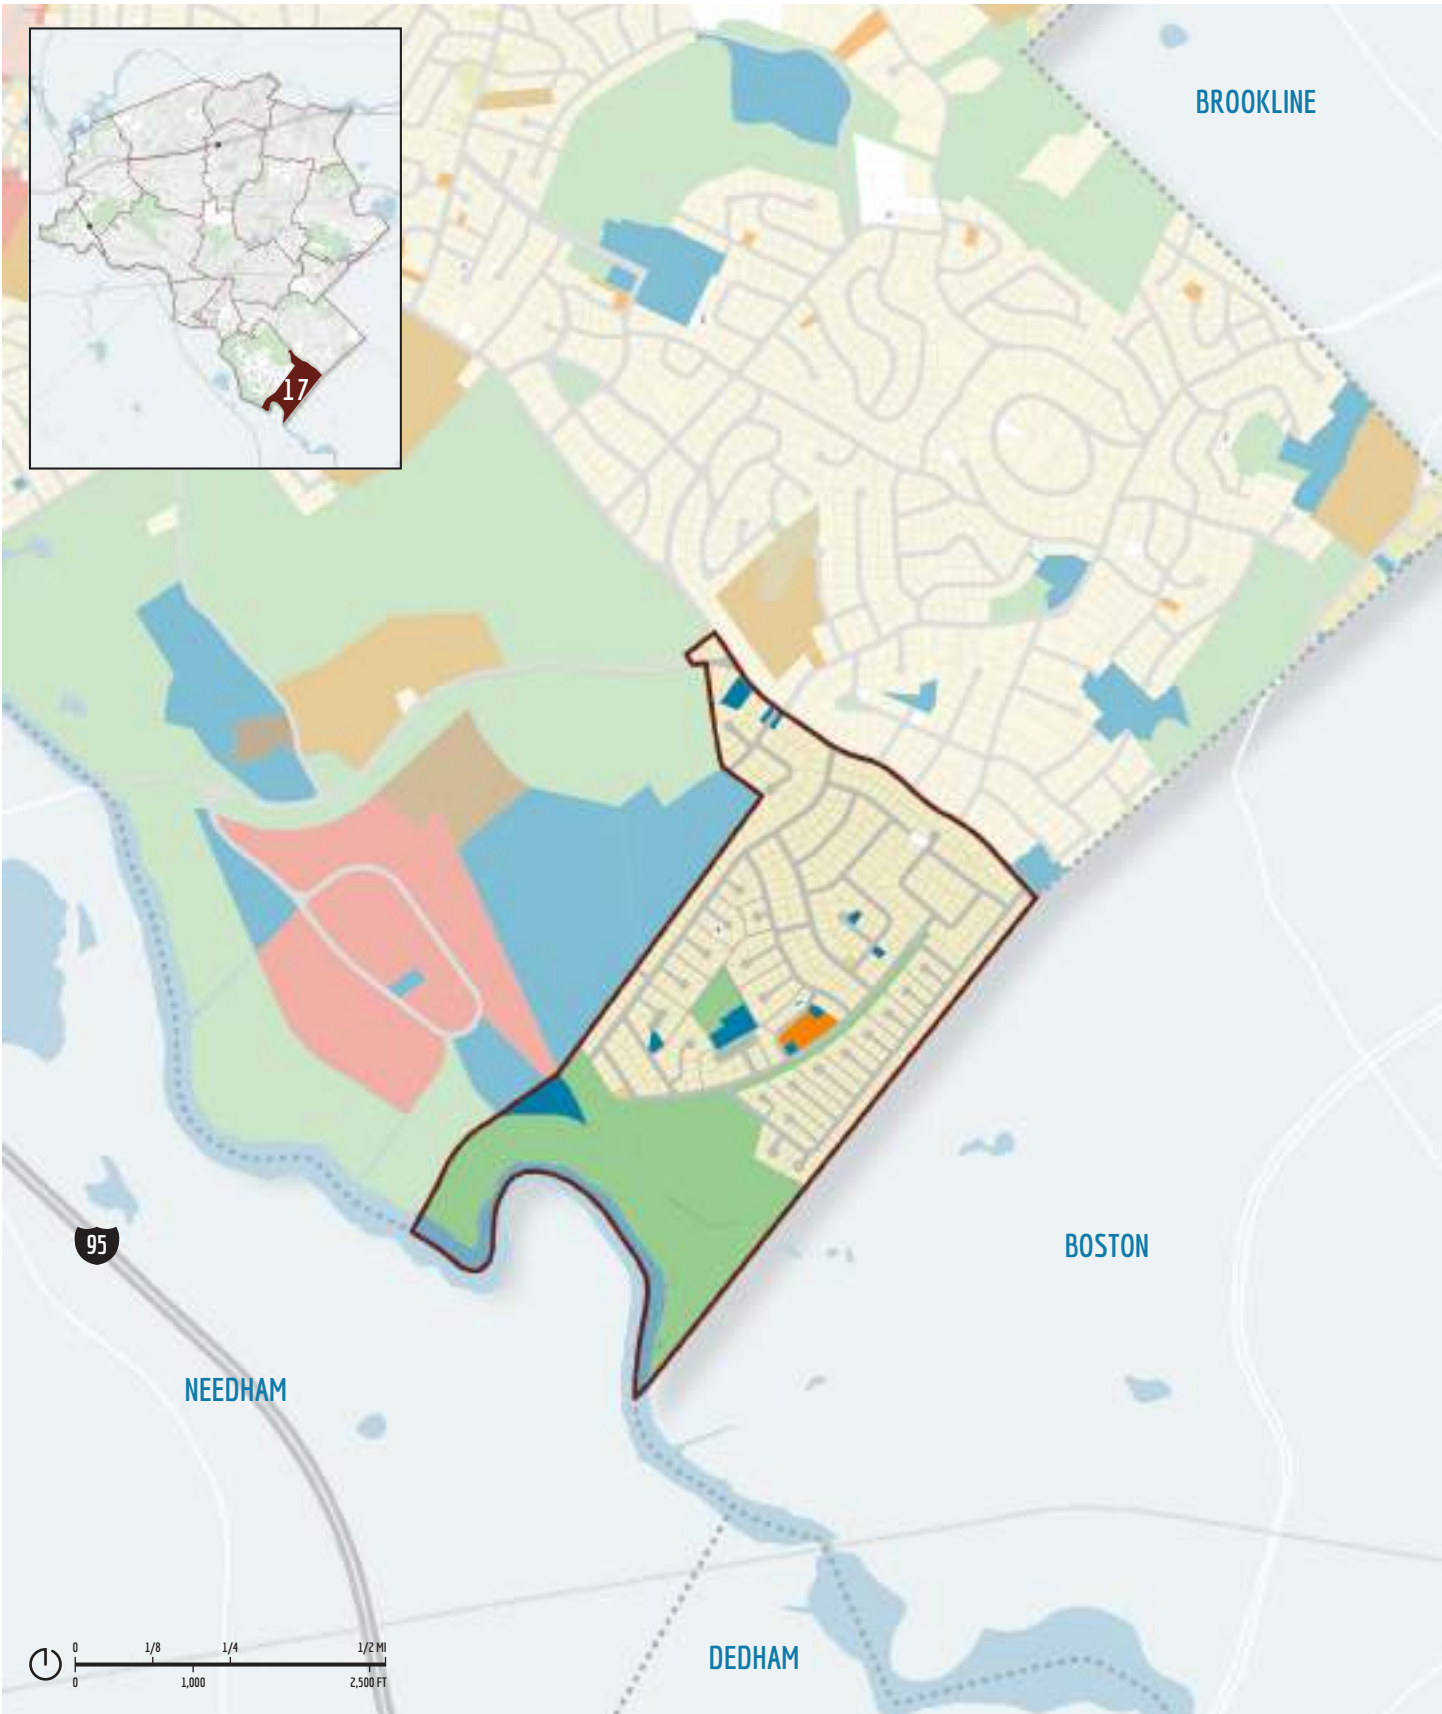 BROOKLINE
17
95
BOSTON
NEEDHAM
DEDHAM
0 1/8 1/4 1/2 MI
0 1,000 2,500 FT